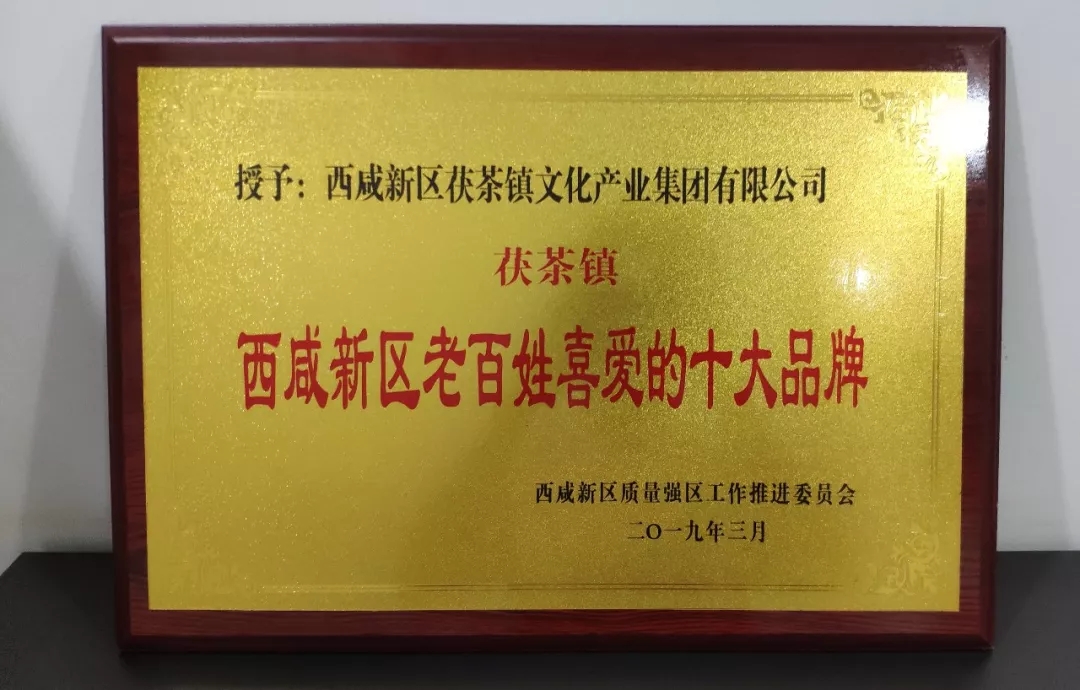 授予：西咸新区茯茶镇文化产业集团有限公司
茯茶镇
西咸新区老百姓喜爱的十大品牌
西咸新区质量强区工作推进委员会
二〇一九年三月